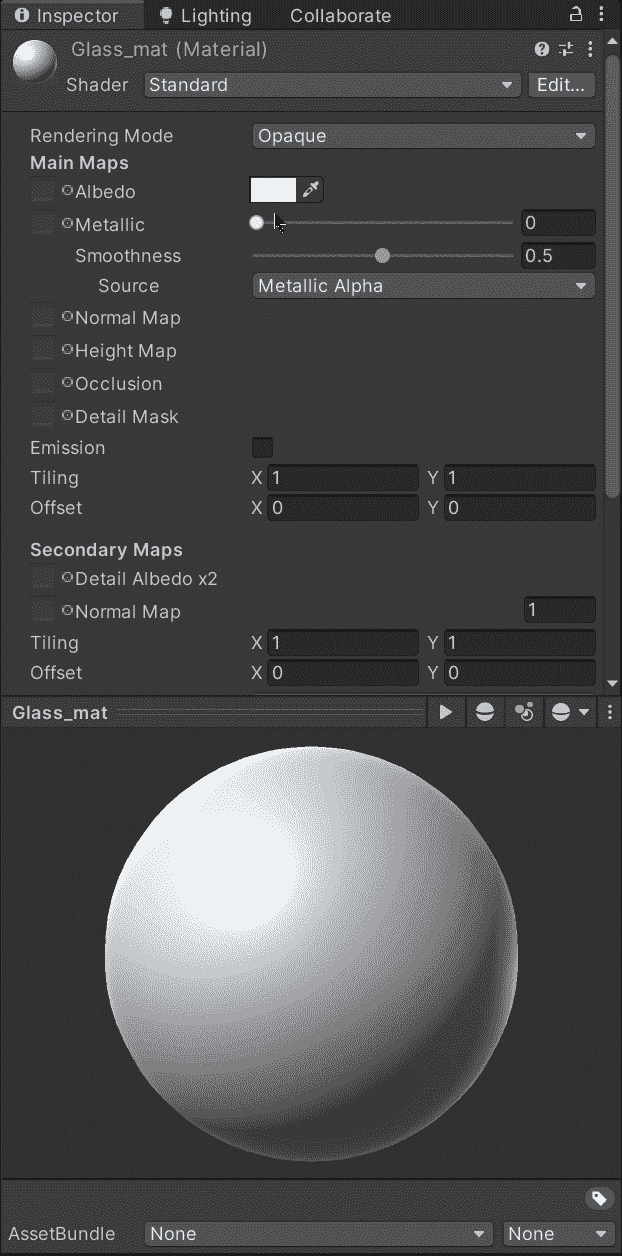 Inspector Lighting Collaborate
Glass_mat (Material)
Shader Standard Edit...
Rendering Mode Opaque
Main Maps
Albedo
Metallic 0
Smoothness 0.5
Source Metallic Alpha
Normal Map
Height Map
Occlusion
Detail Mask
Emission
Tiling X 1 Y 1
Offset X 0 Y 0
Secondary Maps
Detail Albedo x2
Normal Map 1
Tiling X 1 Y 1
Offset X 0 Y 0
Glass_mat
AssetBundle None None